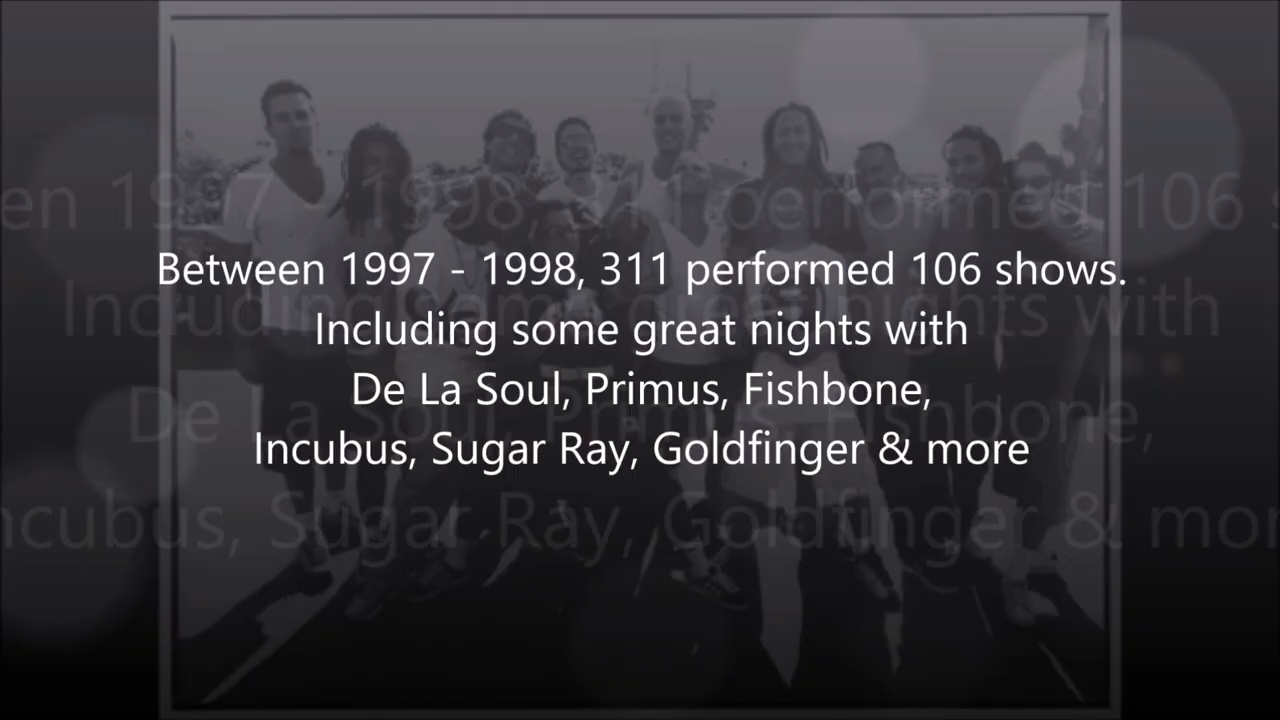 Between 1997 - 1998, 311 performed 106 shows.
Including some great nights with
De La Soul, Primus, Fishbone,
Incubus, Sugar Ray, Goldfinger & more